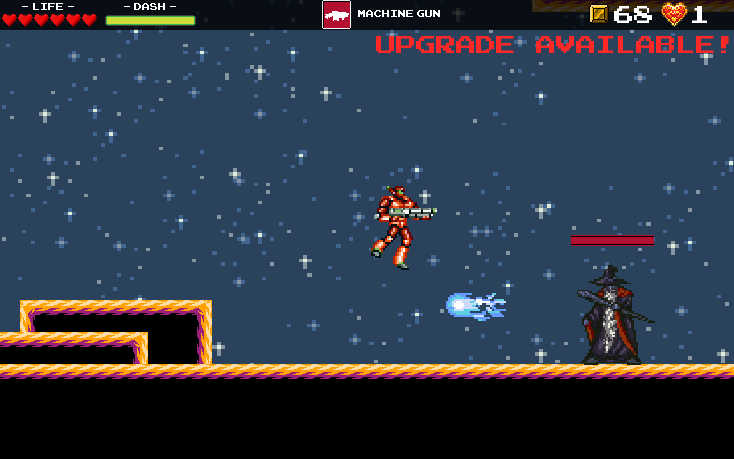 - LIFE -
- DASH -
MACHINE GUN
68
1
UPGRADE AVAILABLE!